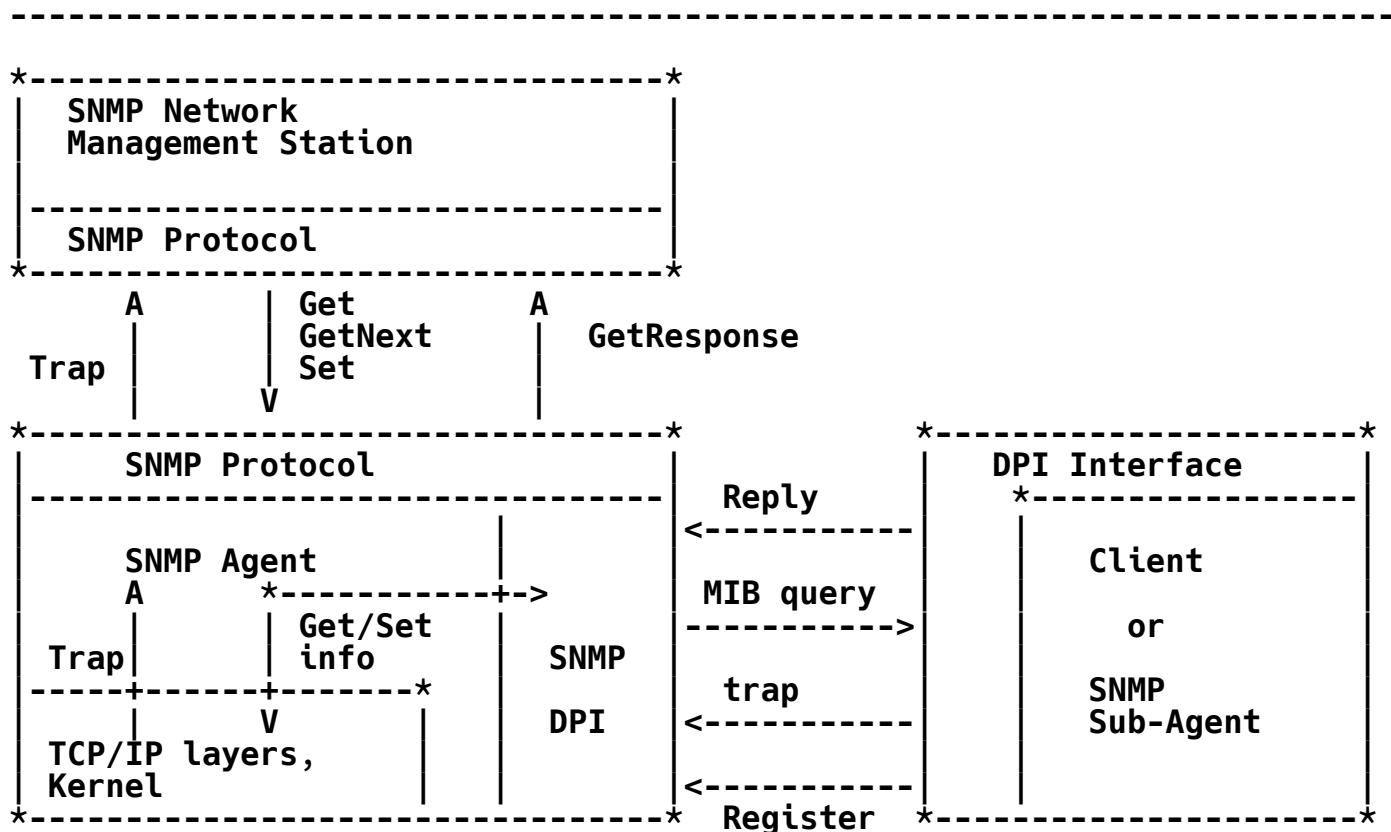 SNMP Network
Management Station
SNMP Protocol
A | Get A
| | GetNext | GetResponse
Trap | | Set |
| V |
SNMP Protocol DPI Interface
Reply
SNMP Agent Client
A *-----------+-> MIB query
| | Get/Set or
Trap| | info | SNMP
trap SNMP
| V DPI Sub-Agent
TCP/IP layers,
Kernel
Register